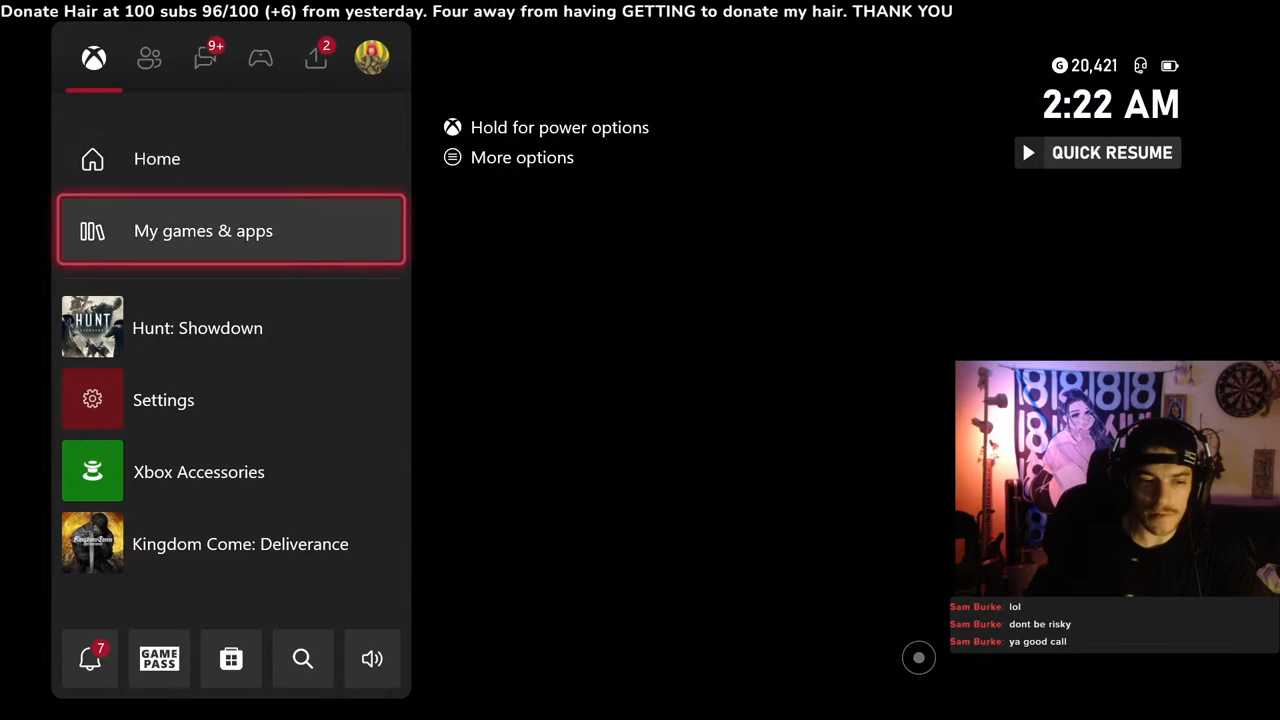 Donate Hair at 100 subs 96/100 (+6) from yesterday. Four away from having GETTING to donate my hair. THANK YOU
9+
2
G 20,421
2:22 AM
QUICK RESUME
Hold for power options
More options
Home
My games & apps
HUNT
Hunt: Showdown
Settings
Xbox Accessories
Kingdom Come: Deliverance
7
GAME
PASS
Sam Burke: lol
Sam Burke: dont be risky
Sam Burke: ya good call